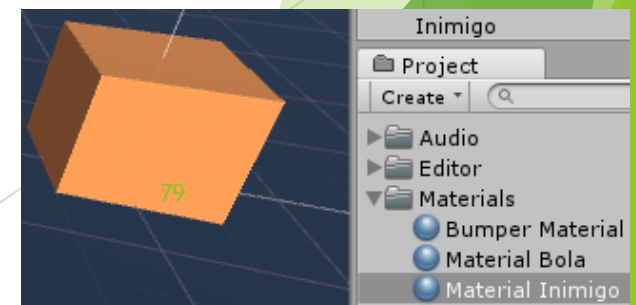 79
Inimigo
Project
Create
Audio
Editor
Materials
Bumper Material
Material Bola
Material Inimigo